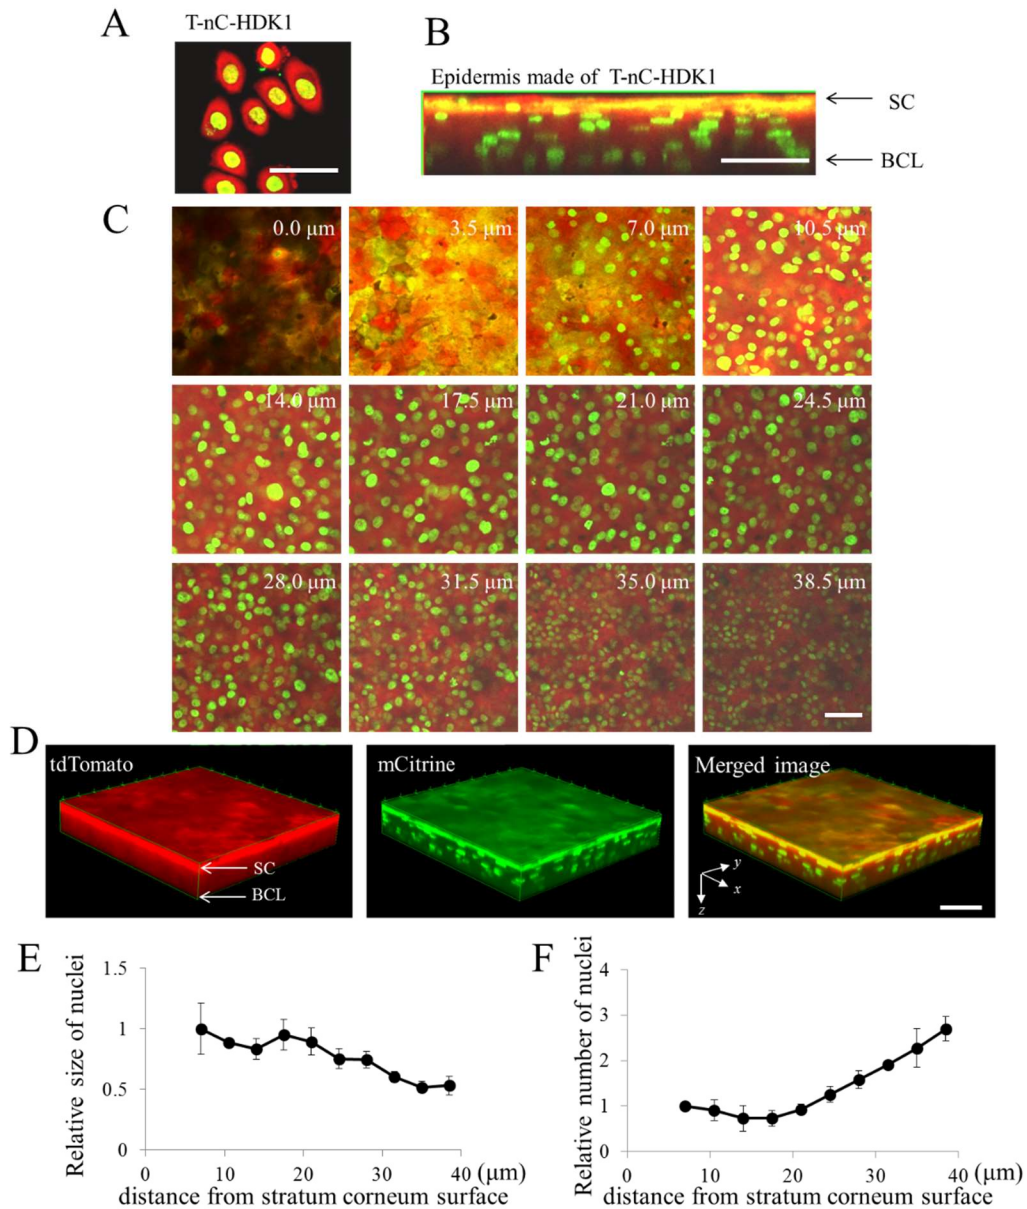 A
T-nC-HDK1
B
Epidermis made of T-nC-HDK1
SC
BCL
C
0.0 μm
3.5 μm
7.0 μm
10.5 μm
14.0 μm
17.5 μm
21.0 μm
24.5 μm
28.0 μm
31.5 μm
35.0 μm
38.5 μm
D
tdTomato
SC
BCL
mCitrine
Merged image
y
x
z
E
Relative size of nuclei
1.5
1
0.5
0
0 10 20 30 40 (μm)
distance from stratum corneum surface
F
Relative number of nuclei
4
3
2
1
0
0 10 20 30 40 (μm)
distance from stratum corneum surface